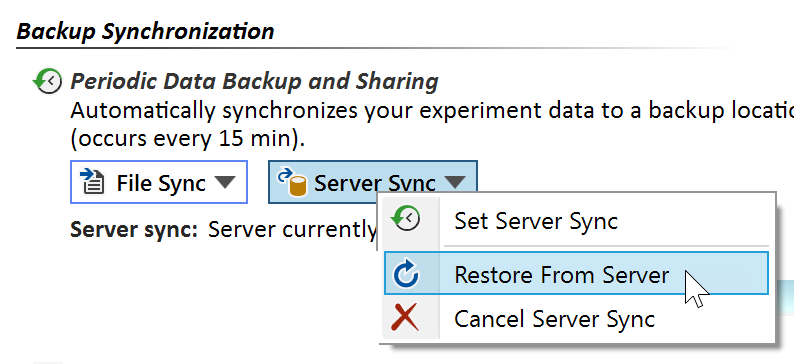 Backup Synchronization
Periodic Data Backup and Sharing
Automatically synchronizes your experiment data to a backup
(occurs every 15 min).
File Sync
Server Sync
Server sync: Server currently
Set Server Sync
Restore From Server
Cancel Server Sync